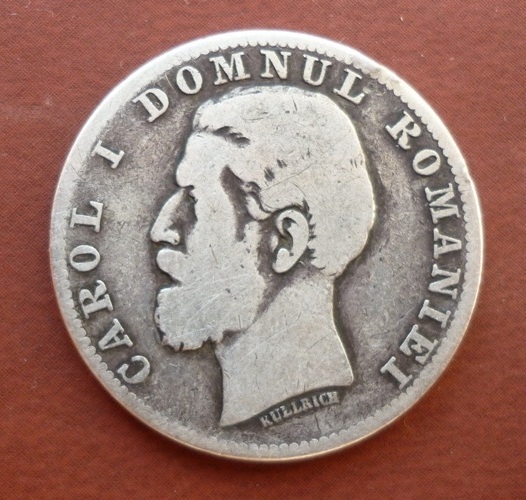 CAROL I DOMNUL ROMANIEI
KULLRICH